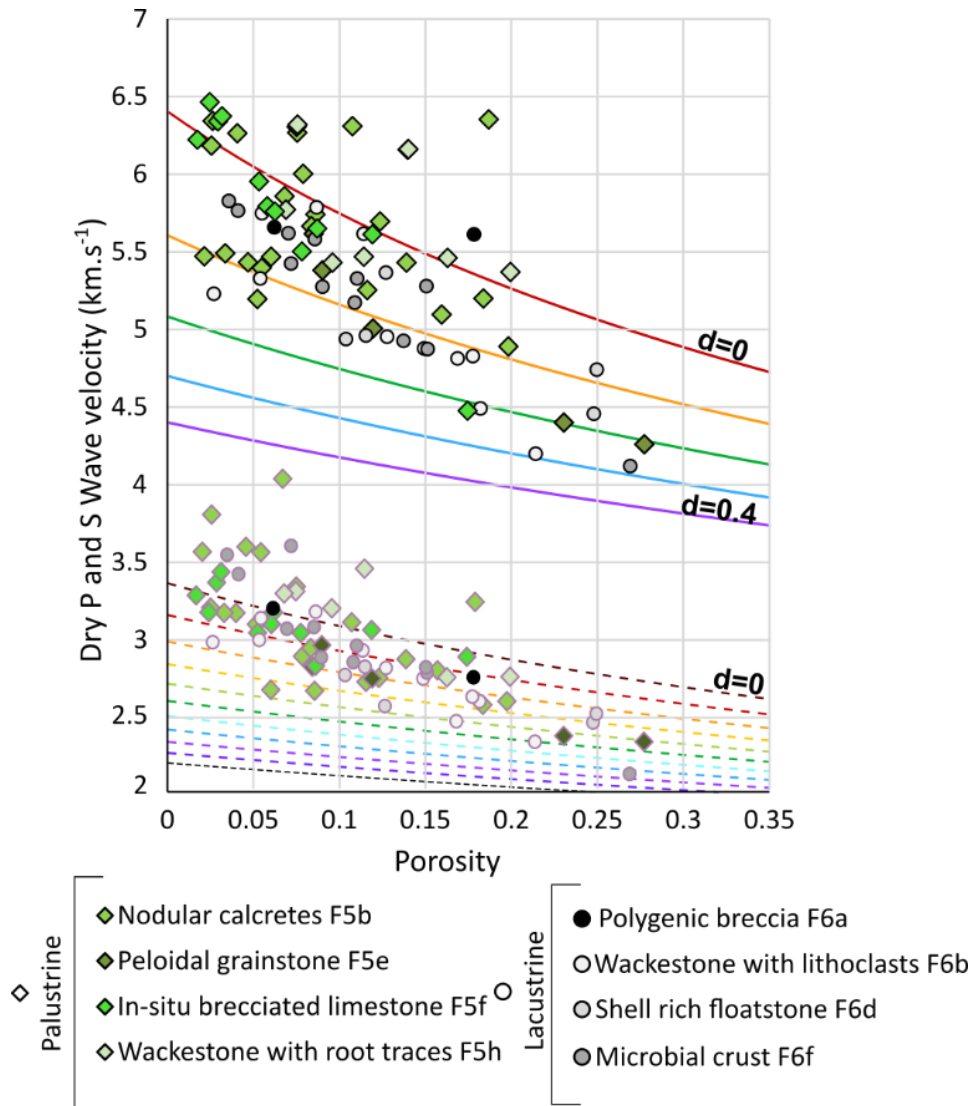 7
6.5
6
5.5
5
4.5
4
3.5
3
2.5
2
Dry P and S Wave velocity (km.s⁻¹)
d=0
d=0.4
d=0
0 0.05 0.1 0.15 0.2 0.25 0.3 0.35
Porosity
Palustrine
Nodular calcretes F5b
Peloidal grainstone F5e
In-situ brecciated limestone F5f
Wackestone with root traces F5h
Lacustrine
Polygenic breccia F6a
Wackestone with lithoclasts F6b
Shell rich floatstone F6d
Microbial crust F6f